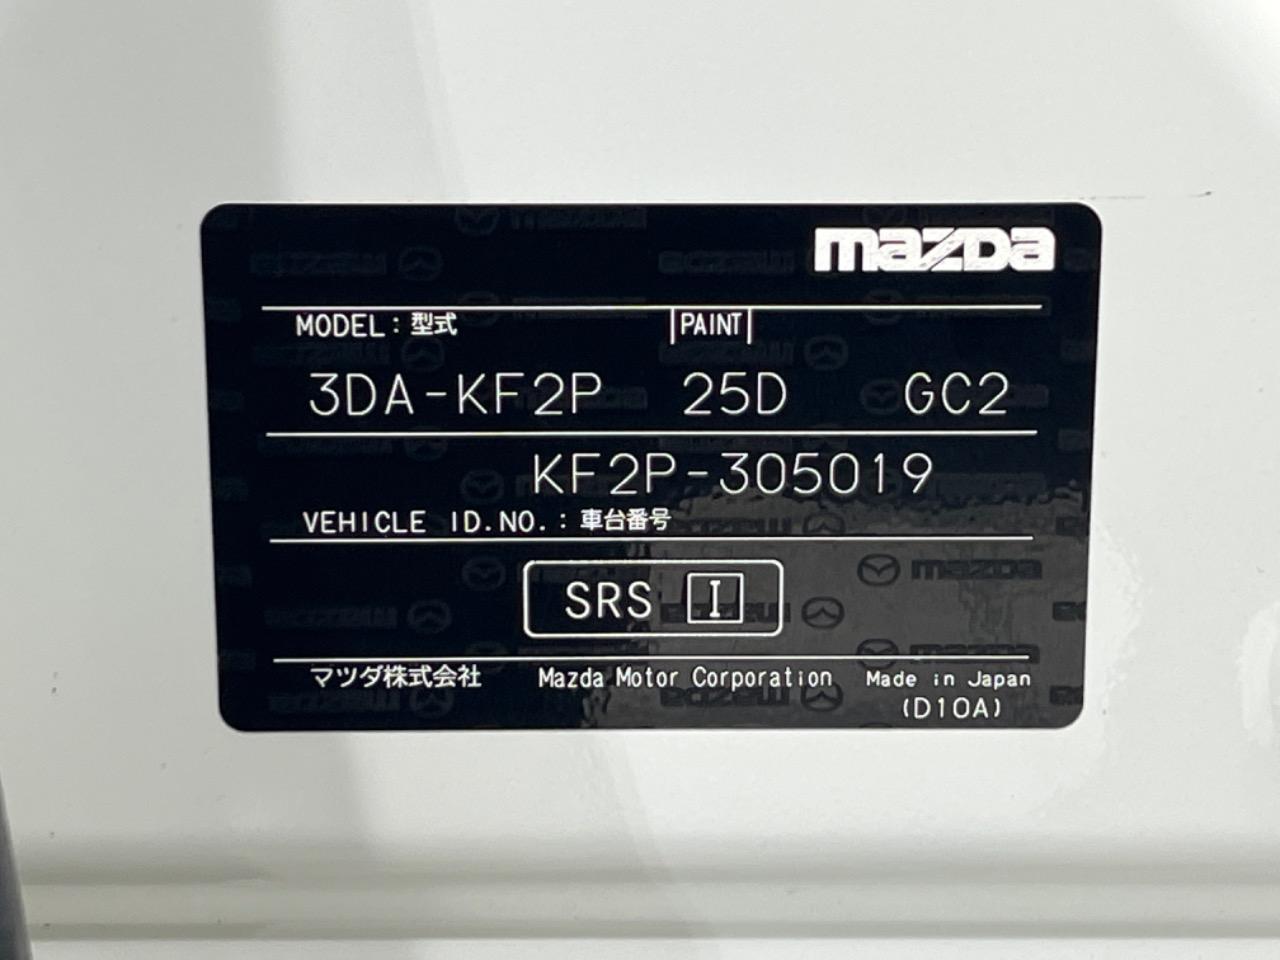 mazda
MODEL : 型式 PAINT
3DA-KF2P 25D GC2
KF2P-305019
VEHICLE ID.NO. : 車台番号
SRS I
マツダ株式会社 Mazda Motor Corporation Made in Japan
(D10A)